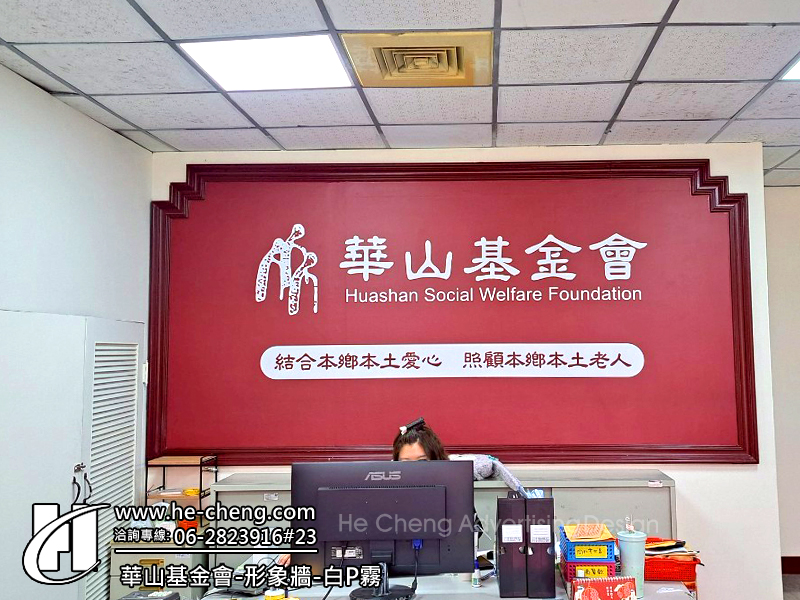 華山基金會
Huashan Social Welfare Foundation
結合本鄉本土愛心　照顧本鄉本土老人
ASUS
He Cheng Advertising Design
www.he-cheng.com
洽詢專線:06-2823916#23
華山基金會-形象牆-白P霧